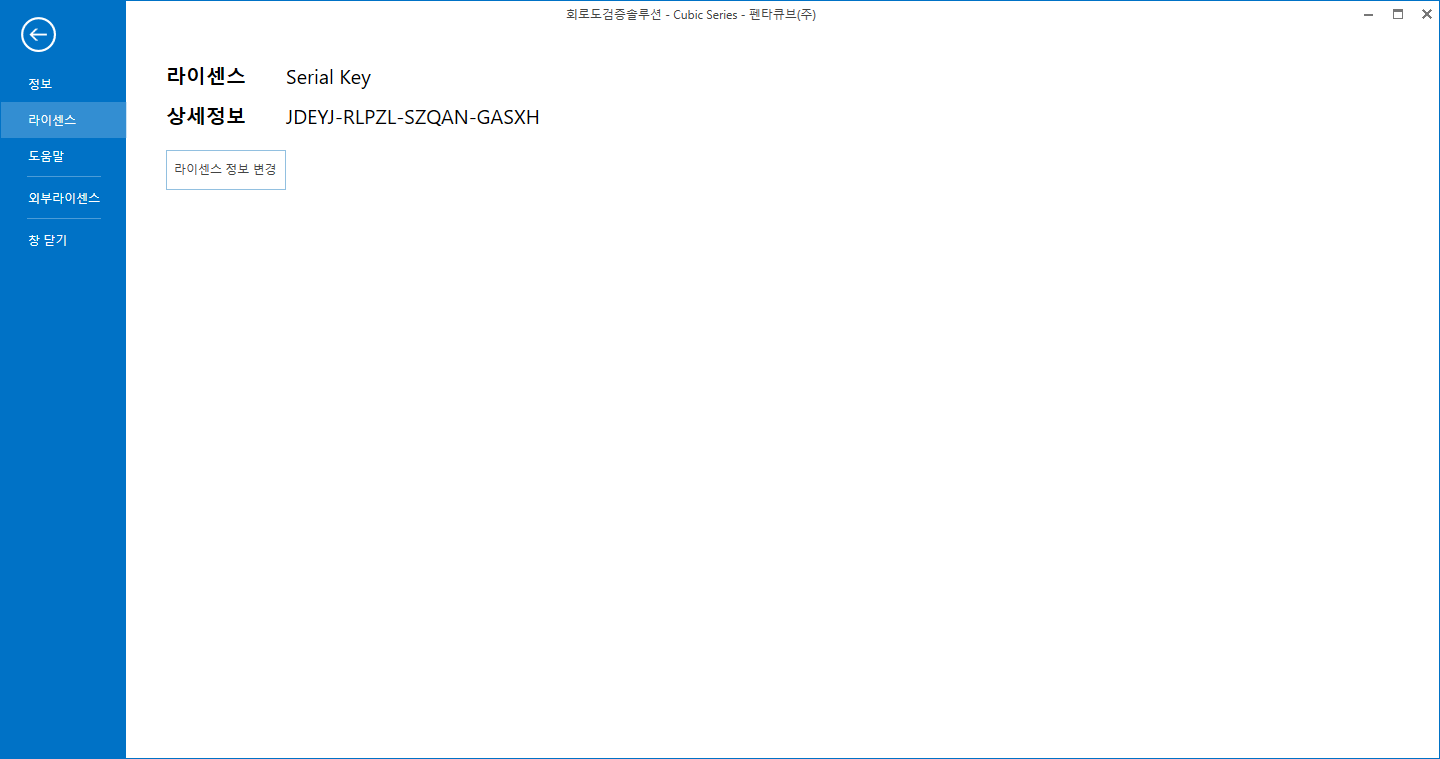 회로도검증솔루션 - Cubic Series - 펜타큐브(주)
정보
라이센스
도움말
외부라이센스
창 닫기
라이센스 Serial Key
상세정보 JDEYJ-RLPZL-SZQAN-GASXH
라이센스 정보 변경